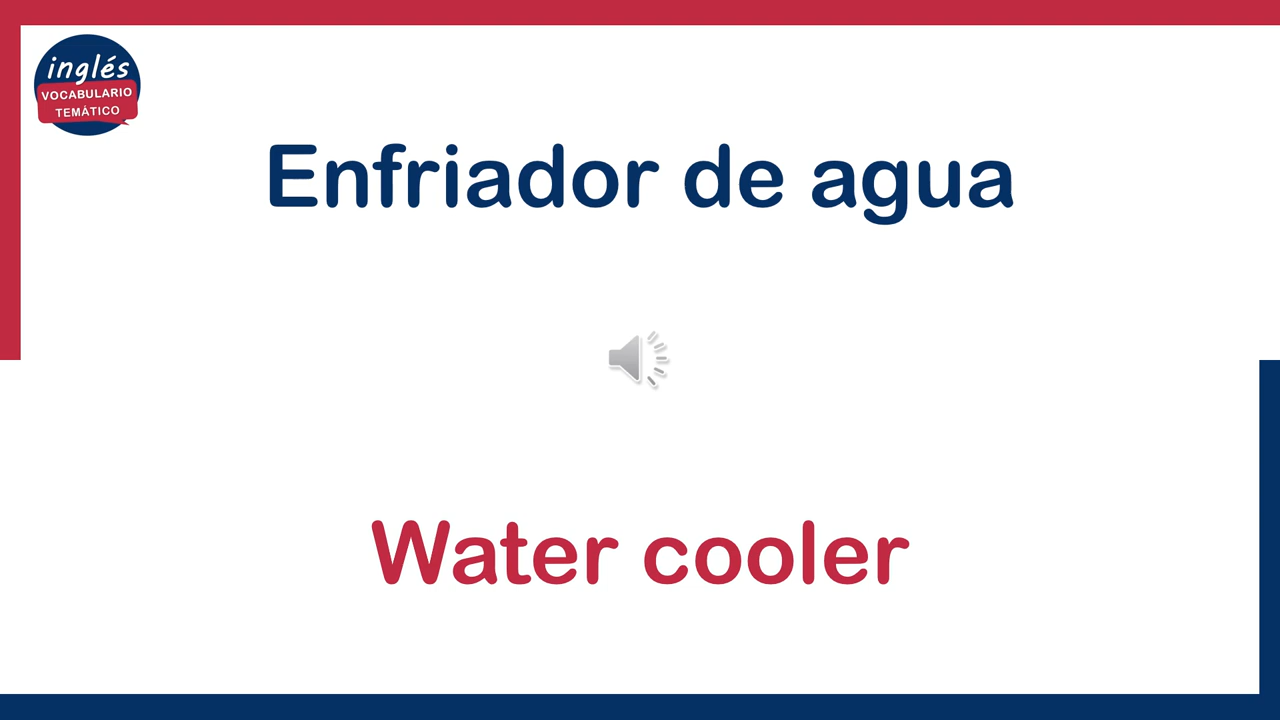 inglés
VOCABULARIO
TEMÁTICO
Enfriador de agua
Water cooler